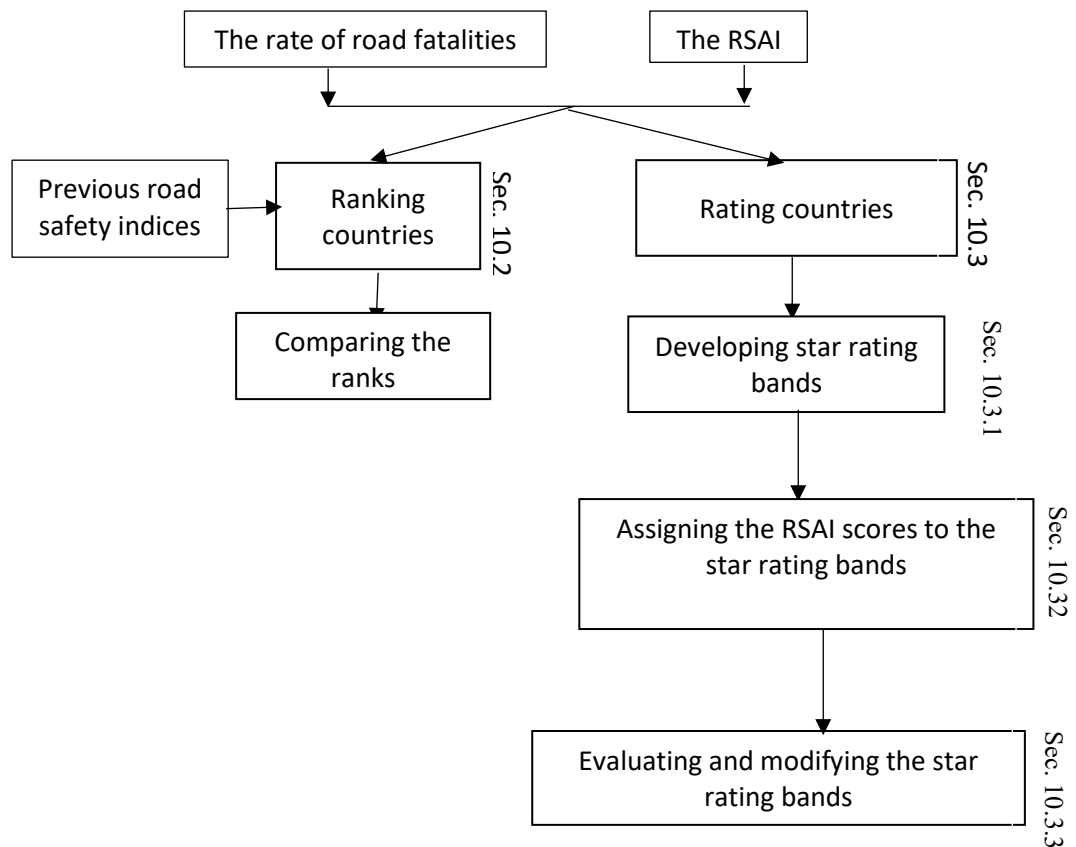 The rate of road fatalities
The RSAI
Previous road
safety indices
Ranking
countries
Sec. 10.2
Rating countries
Sec. 10.3
Comparing the
ranks
Developing star rating
bands
Sec. 10.3.1
Assigning the RSAI scores to the
star rating bands
Sec. 10.32
Evaluating and modifying the star
rating bands
Sec. 10.3.3